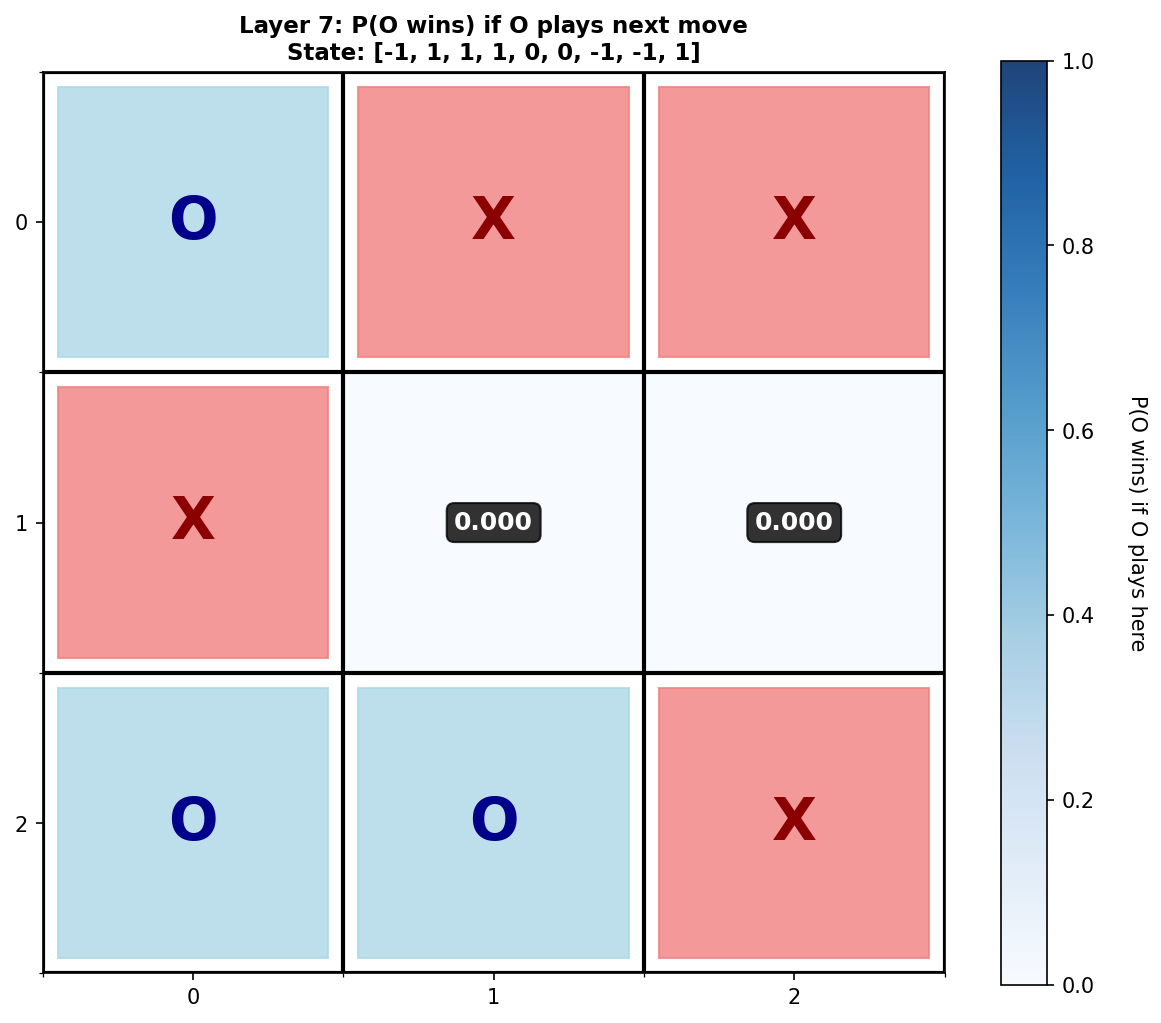 Layer 7: P(O wins) if O plays next move
State: [-1, 1, 1, 1, 0, 0, -1, -1, 1]
0
O
X
X
1
X
0.000
0.000
2
O
O
X
0
1
2
1.0
0.8
0.6
0.4
0.2
0.0
P(O wins) if O plays here